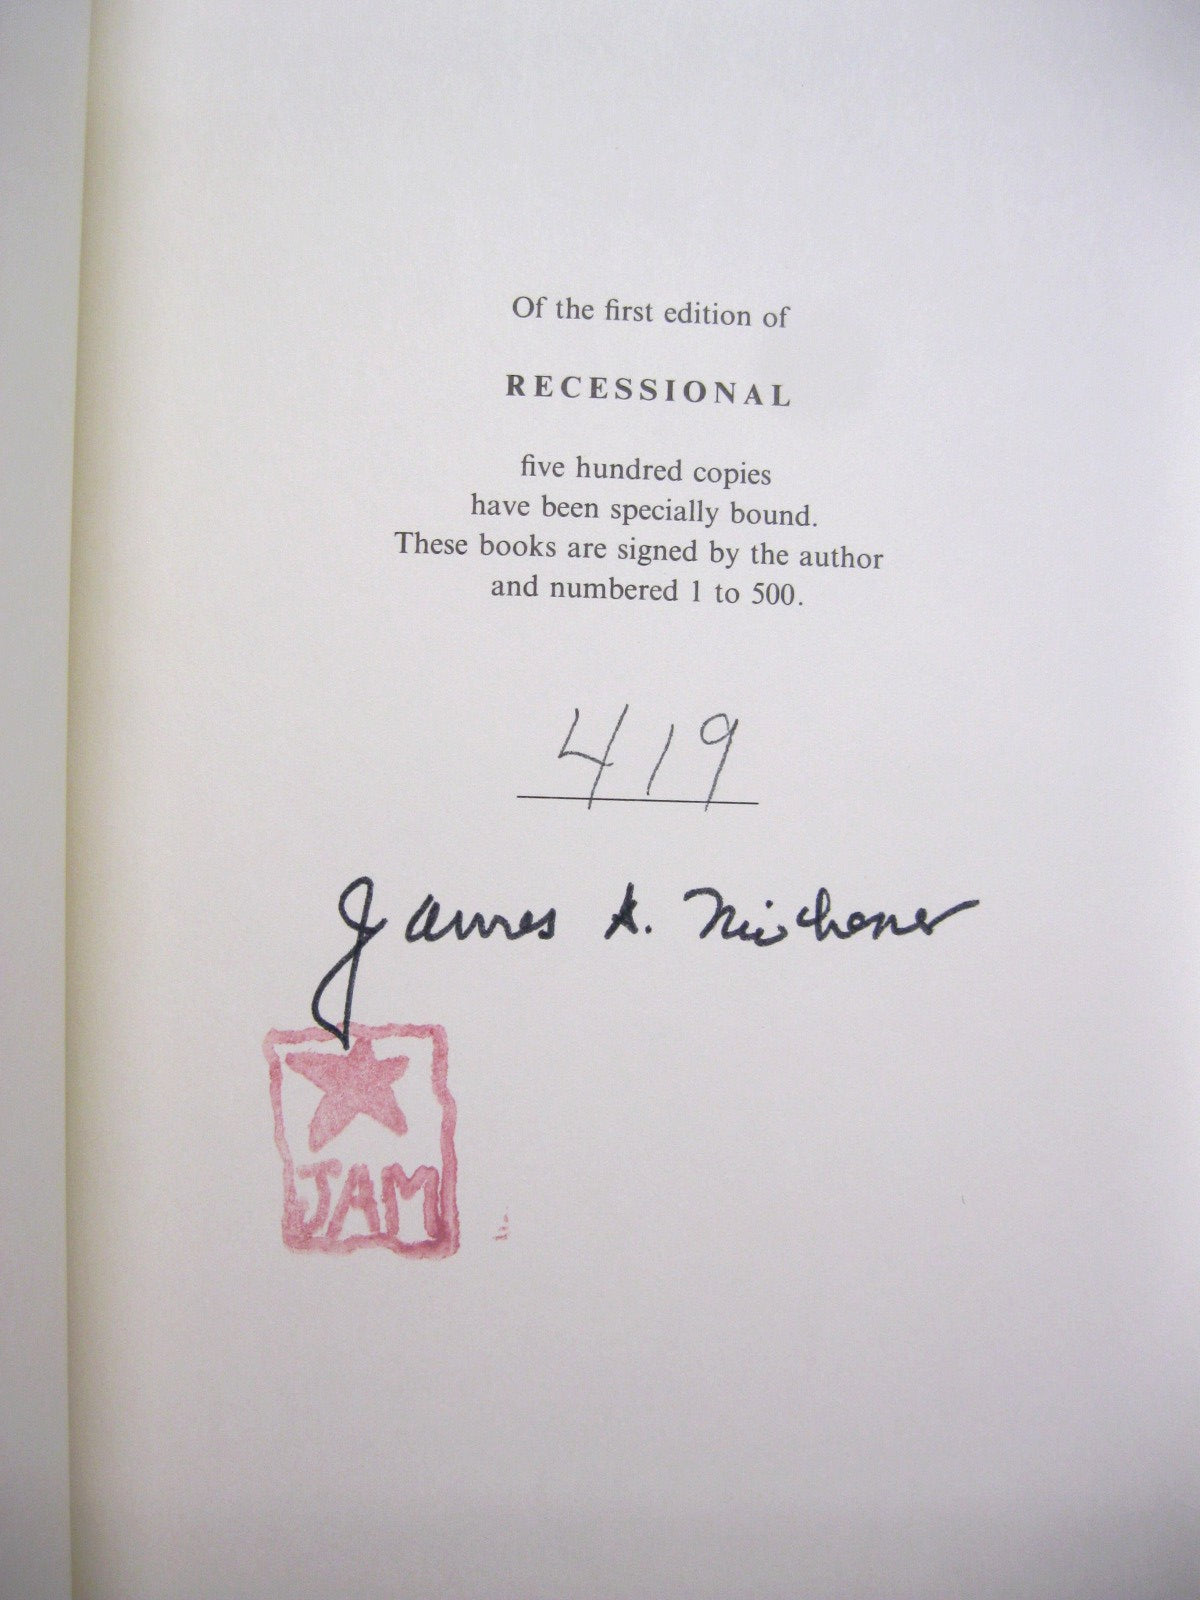 Of the first edition of
RECESSIONAL
five hundred copies
have been specially bound.
These books are signed by the author
and numbered 1 to 500.
419
James A. Michener
JAM